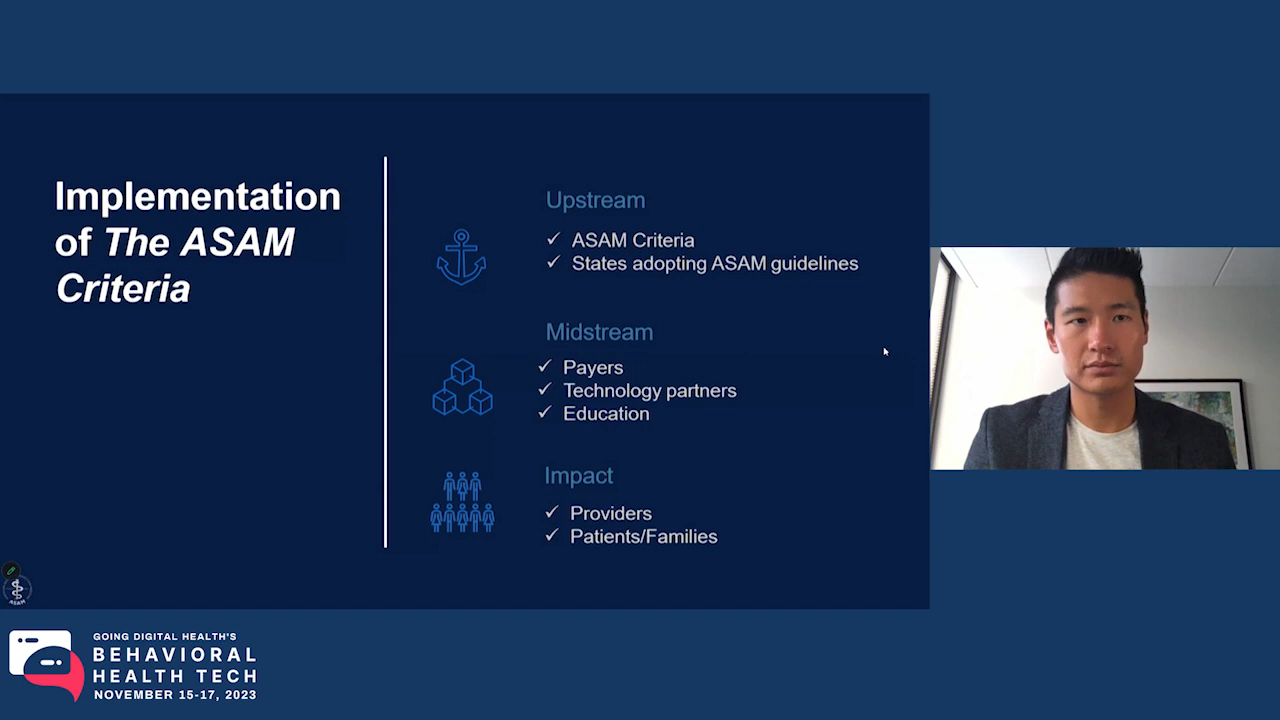 Implementation
of The ASAM
Criteria
Upstream
✓ ASAM Criteria
✓ States adopting ASAM guidelines
Midstream
✓ Payers
✓ Technology partners
✓ Education
Impact
✓ Providers
✓ Patients/Families
ASAM
GOING DIGITAL HEALTH'S
BEHAVIORAL
HEALTH TECH
NOVEMBER 15-17, 2023